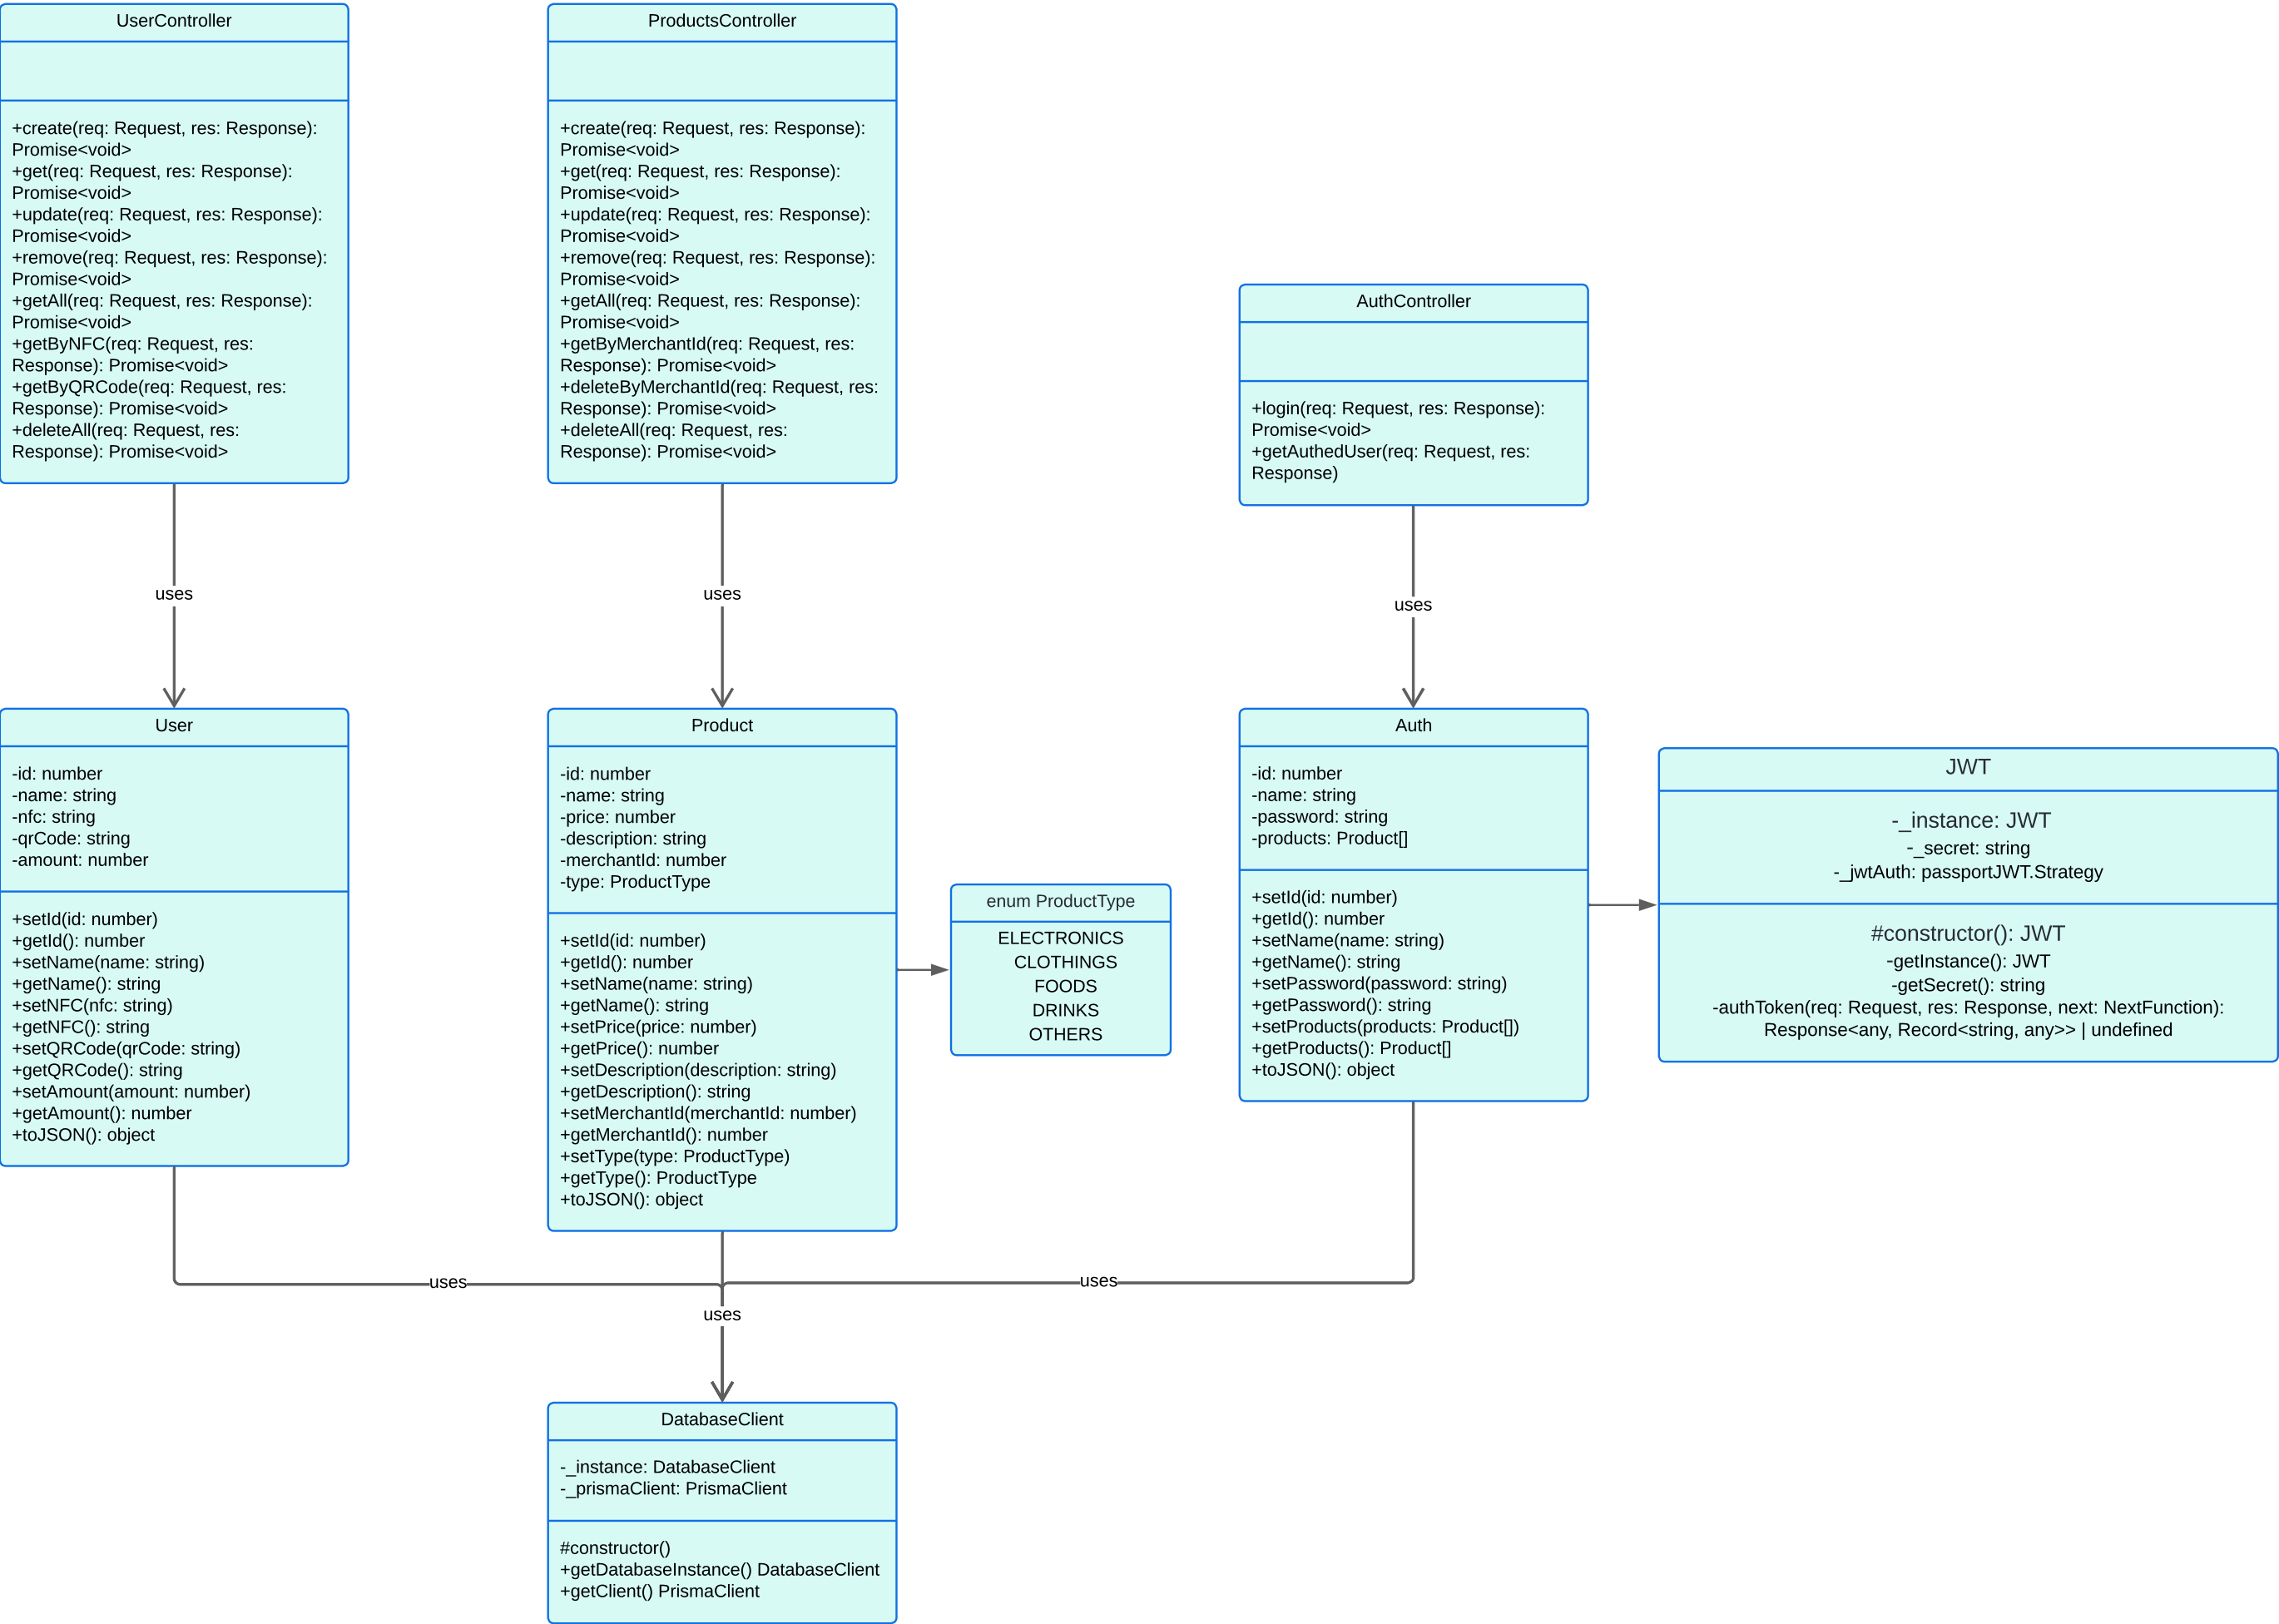 UserController
+create(req: Request, res: Response):
Promise<void>
+get(req: Request, res: Response):
Promise<void>
+update(req: Request, res: Response):
Promise<void>
+remove(req: Request, res: Response):
Promise<void>
+getAll(req: Request, res: Response):
Promise<void>
+getByNFC(req: Request, res:
Response): Promise<void>
+getByQRCode(req: Request, res:
Response): Promise<void>
+deleteAll(req: Request, res:
Response): Promise<void>
ProductsController
+create(req: Request, res: Response):
Promise<void>
+get(req: Request, res: Response):
Promise<void>
+update(req: Request, res: Response):
Promise<void>
+remove(req: Request, res: Response):
Promise<void>
+getAll(req: Request, res: Response):
Promise<void>
+getByMerchantId(req: Request, res:
Response): Promise<void>
+deleteByMerchantId(req: Request, res:
Response): Promise<void>
+deleteAll(req: Request, res:
Response): Promise<void>
AuthController
+login(req: Request, res: Response):
Promise<void>
+getAuthedUser(req: Request, res:
Response)
uses
uses
uses
User
-id: number
-name: string
-nfc: string
-qrCode: string
-amount: number
+setId(id: number)
+getId(): number
+setName(name: string)
+getName(): string
+setNFC(nfc: string)
+getNFC(): string
+setQRCode(qrCode: string)
+getQRCode(): string
+setAmount(amount: number)
+getAmount(): number
+toJSON(): object
Product
-id: number
-name: string
-price: number
-description: string
-merchantId: number
-type: ProductType
+setId(id: number)
+getId(): number
+setName(name: string)
+getName(): string
+setPrice(price: number)
+getPrice(): number
+setDescription(description: string)
+getDescription(): string
+setMerchantId(merchantId: number)
+getMerchantId(): number
+setType(type: ProductType)
+getType(): ProductType
+toJSON(): object
enum ProductType
ELECTRONICS
CLOTHINGS
FOODS
DRINKS
OTHERS
Auth
-id: number
-name: string
-password: string
-products: Product[]
+setId(id: number)
+getId(): number
+setName(name: string)
+getName(): string
+setPassword(password: string)
+getPassword(): string
+setProducts(products: Product[])
+getProducts(): Product[]
+toJSON(): object
JWT
-_instance: JWT
-_secret: string
-_jwtAuth: passportJWT.Strategy
#constructor(): JWT
-getInstance(): JWT
-getSecret(): string
-authToken(req: Request, res: Response, next: NextFunction):
Response<any, Record<string, any>> | undefined
uses
uses
uses
DatabaseClient
-_instance: DatabaseClient
-_prismaClient: PrismaClient
#constructor()
+getDatabaseInstance() DatabaseClient
+getClient() PrismaClient